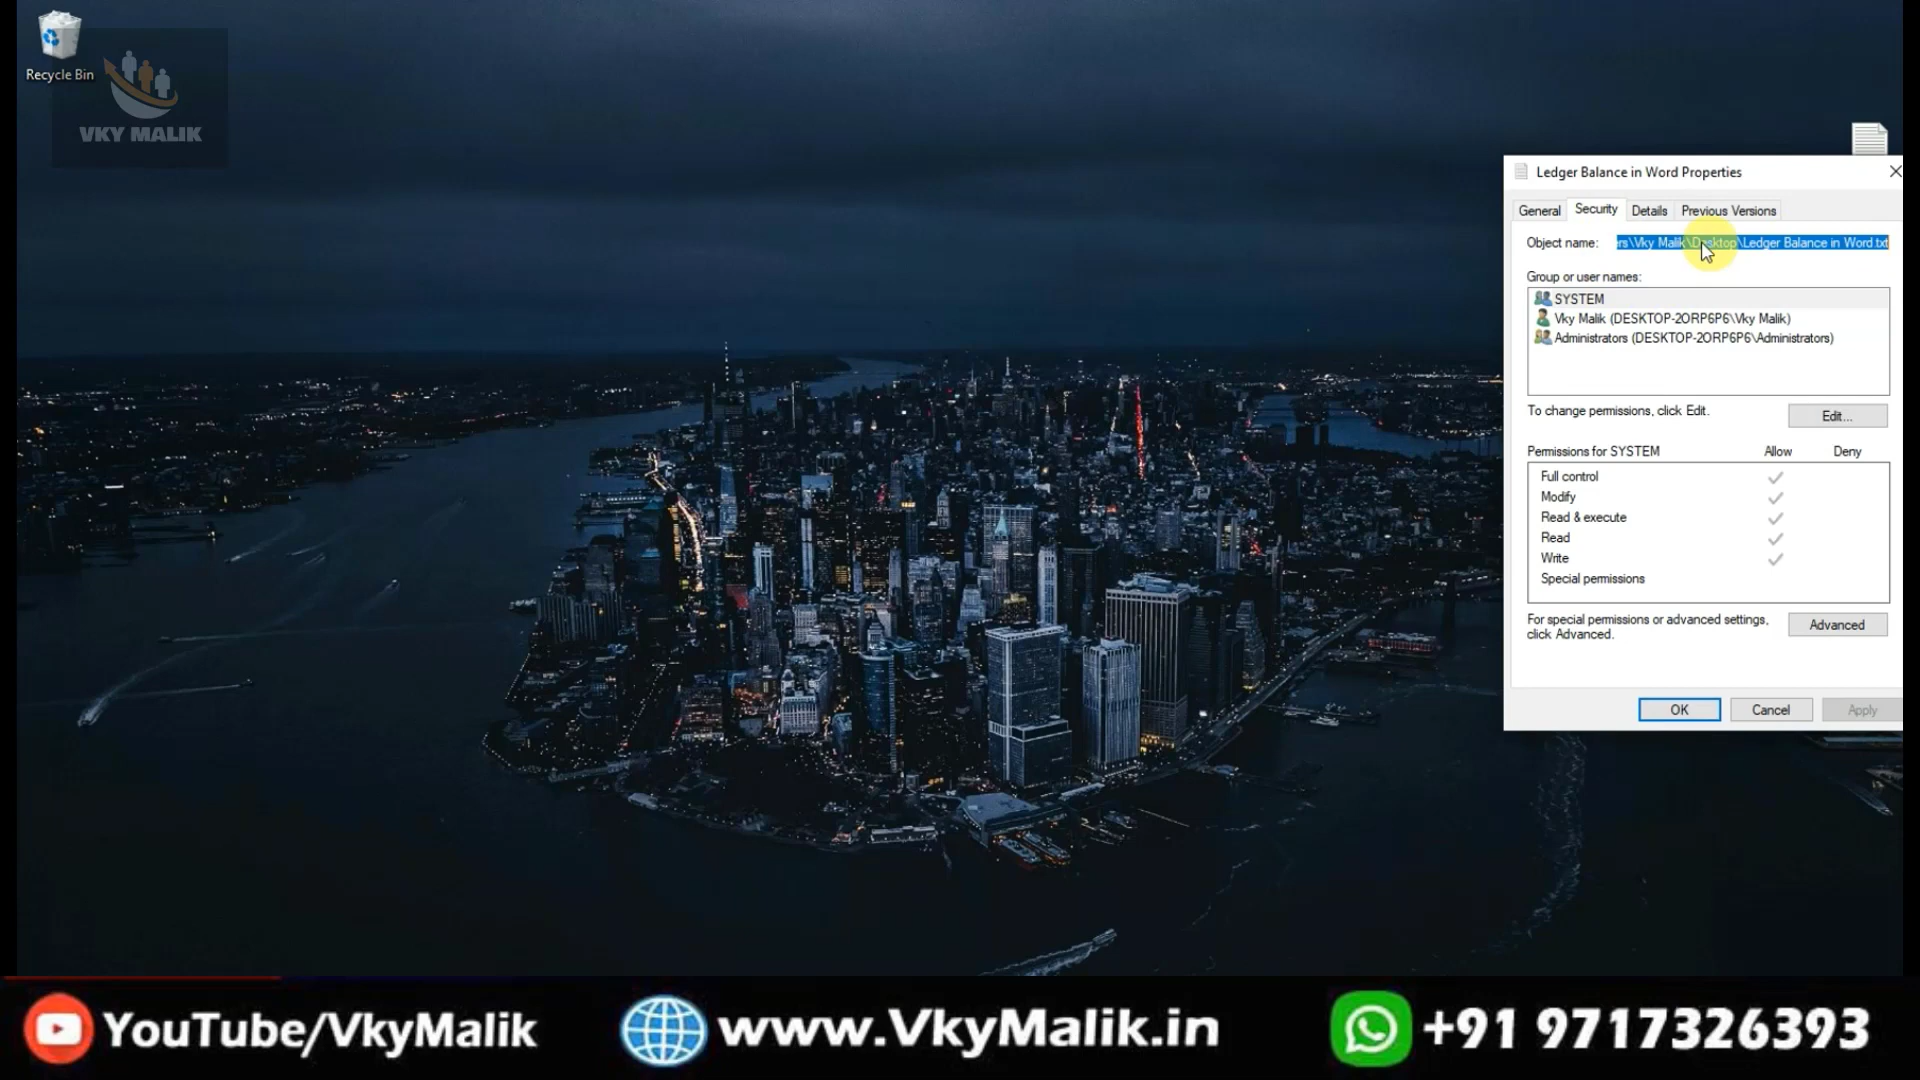 Recycle Bin
VKY MALIK
Ledger Balance in Word Properties
General Security Details Previous Versions
Object name: ers\Vky Malik\Desktop\Ledger Balance in Word.txt
Group or user names:
SYSTEM
Vky Malik (DESKTOP-2ORP6P6\Vky Malik)
Administrators (DESKTOP-2ORP6P6\Administrators)
To change permissions, click Edit.
Edit...
Permissions for SYSTEM Allow Deny
Full control
Modify
Read & execute
Read
Write
Special permissions
For special permissions or advanced settings,
click Advanced.
Advanced
OK Cancel Apply
YouTube/VkyMalik www.VkyMalik.in +91 9717326393